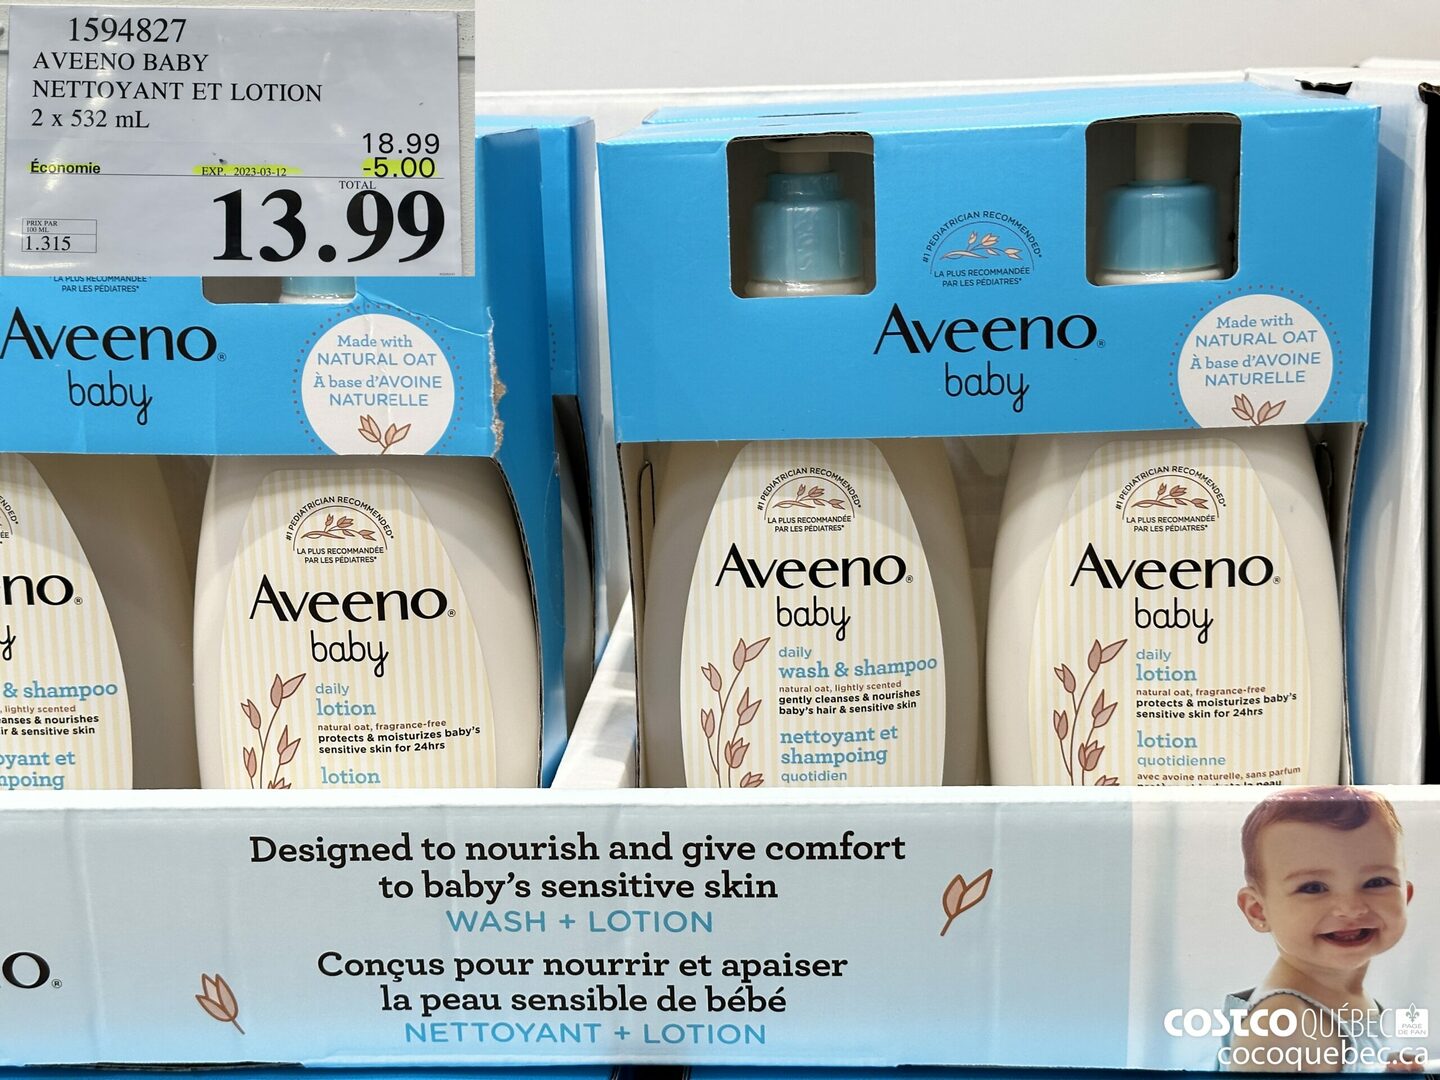 1594827
AVEENO BABY
NETTOYANT ET LOTION
2 x 532 mL
18.99
Économie EXP. 2023-03-12 -5.00
TOTAL
13.99
PRIX PAR
100 ML
1.315
LA PLUS RECOMMANDÉE
PAR LES PÉDIATRES*
Aveeno®
baby
Made with
NATURAL OAT
À base d'AVOINE
NATURELLE
#1 PEDIATRICIAN RECOMMENDED*
LA PLUS RECOMMANDÉE
PAR LES PÉDIATRES*
Aveeno®
baby
Made with
NATURAL OAT
À base d'AVOINE
NATURELLE
no®
y
& shampoo
lightly scented
anses & nourishes
ir & sensitive skin
oyant et
mpoing
#1 PEDIATRICIAN RECOMMENDED*
LA PLUS RECOMMANDÉE
PAR LES PÉDIATRES*
Aveeno®
baby
daily
lotion
natural oat, fragrance-free
protects & moisturizes baby's
sensitive skin for 24hrs
lotion
#1 PEDIATRICIAN RECOMMENDED*
LA PLUS RECOMMANDÉE
PAR LES PÉDIATRES*
Aveeno®
baby
daily
wash & shampoo
natural oat, lightly scented
gently cleanses & nourishes
baby's hair & sensitive skin
nettoyant et
shampoing
quotidien
#1 PEDIATRICIAN RECOMMENDED*
LA PLUS RECOMMANDÉE
PAR LES PÉDIATRES*
Aveeno®
baby
daily
lotion
natural oat, fragrance-free
protects & moisturizes baby's
sensitive skin for 24hrs
lotion
quotidienne
avec avoine naturelle, sans parfum
o®
Designed to nourish and give comfort
to baby's sensitive skin
WASH + LOTION
Conçus pour nourrir et apaiser
la peau sensible de bébé
NETTOYANT + LOTION
COSTCO QUÉBEC PAGE DE FAN
cocoquebec.ca